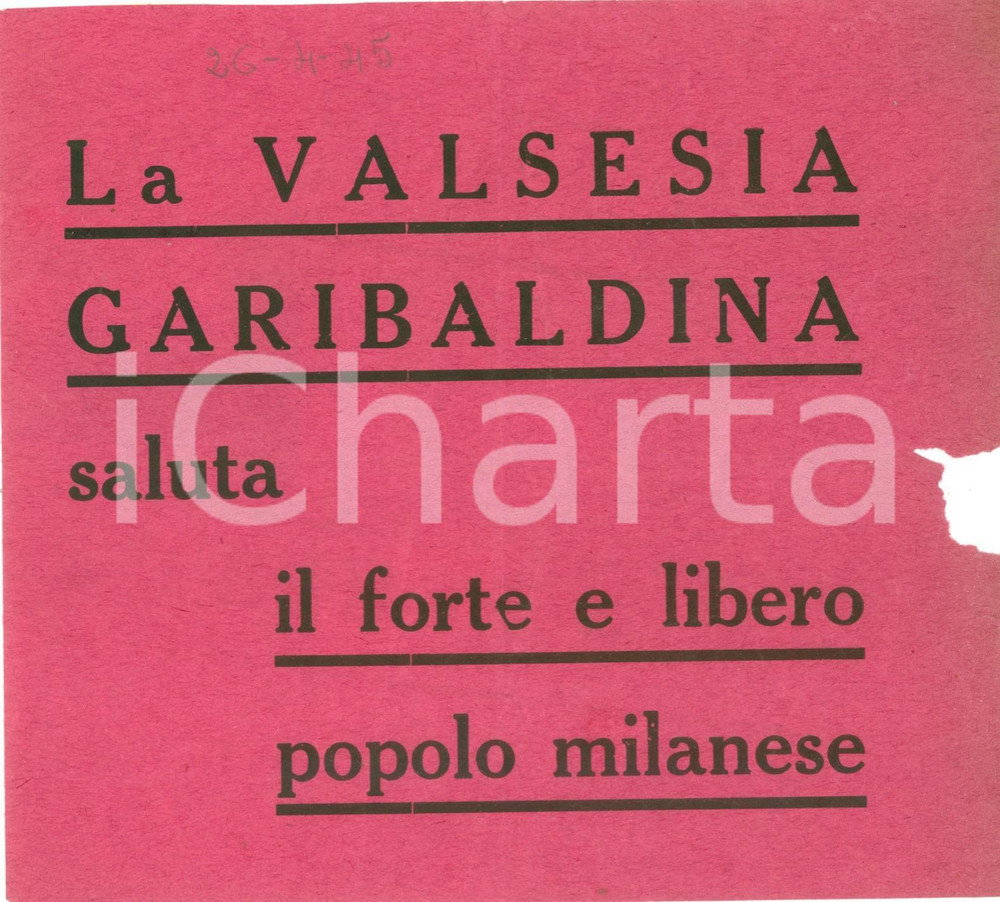 26-4-45
La VALSESIA
GARIBALDINA
iCharta
saluta
il forte e libero
popolo milanese